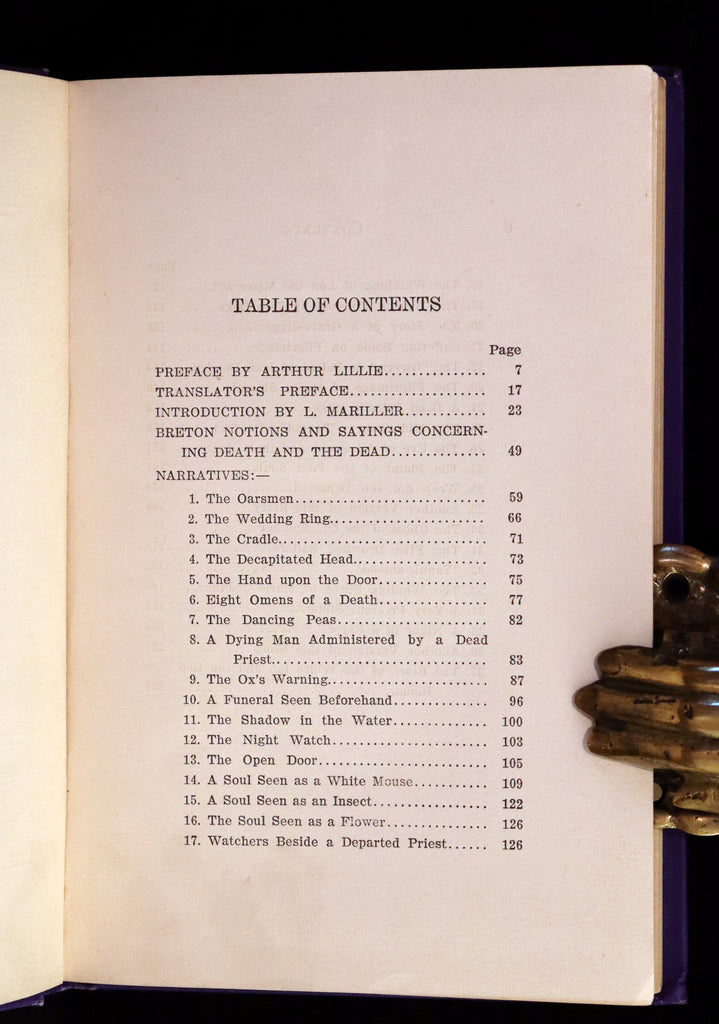 TABLE OF CONTENTS
Page
PREFACE BY ARTHUR LILLIE............... 7
TRANSLATOR'S PREFACE.................... 17
INTRODUCTION BY L. MARILLER............ 23
BRETON NOTIONS AND SAYINGS CONCERN-
ING DEATH AND THE DEAD............. 49
NARRATIVES:—
1. The Oarsmen............................ 59
2. The Wedding Ring...................... 66
3. The Cradle.............................. 71
4. The Decapitated Head................... 73
5. The Hand upon the Door................ 75
6. Eight Omens of a Death................ 77
7. The Dancing Peas...................... 82
8. A Dying Man Administered by a Dead
Priest............................... 83
9. The Ox's Warning....................... 87
10. A Funeral Seen Beforehand.............. 96
11. The Shadow in the Water.............. 100
12. The Night Watch....................... 103
13. The Open Door......................... 105
14. A Soul Seen as a White Mouse........... 109
15. A Soul Seen as an Insect................. 122
16. The Soul Seen as a Flower............... 126
17. Watchers Beside a Departed Priest...... 126